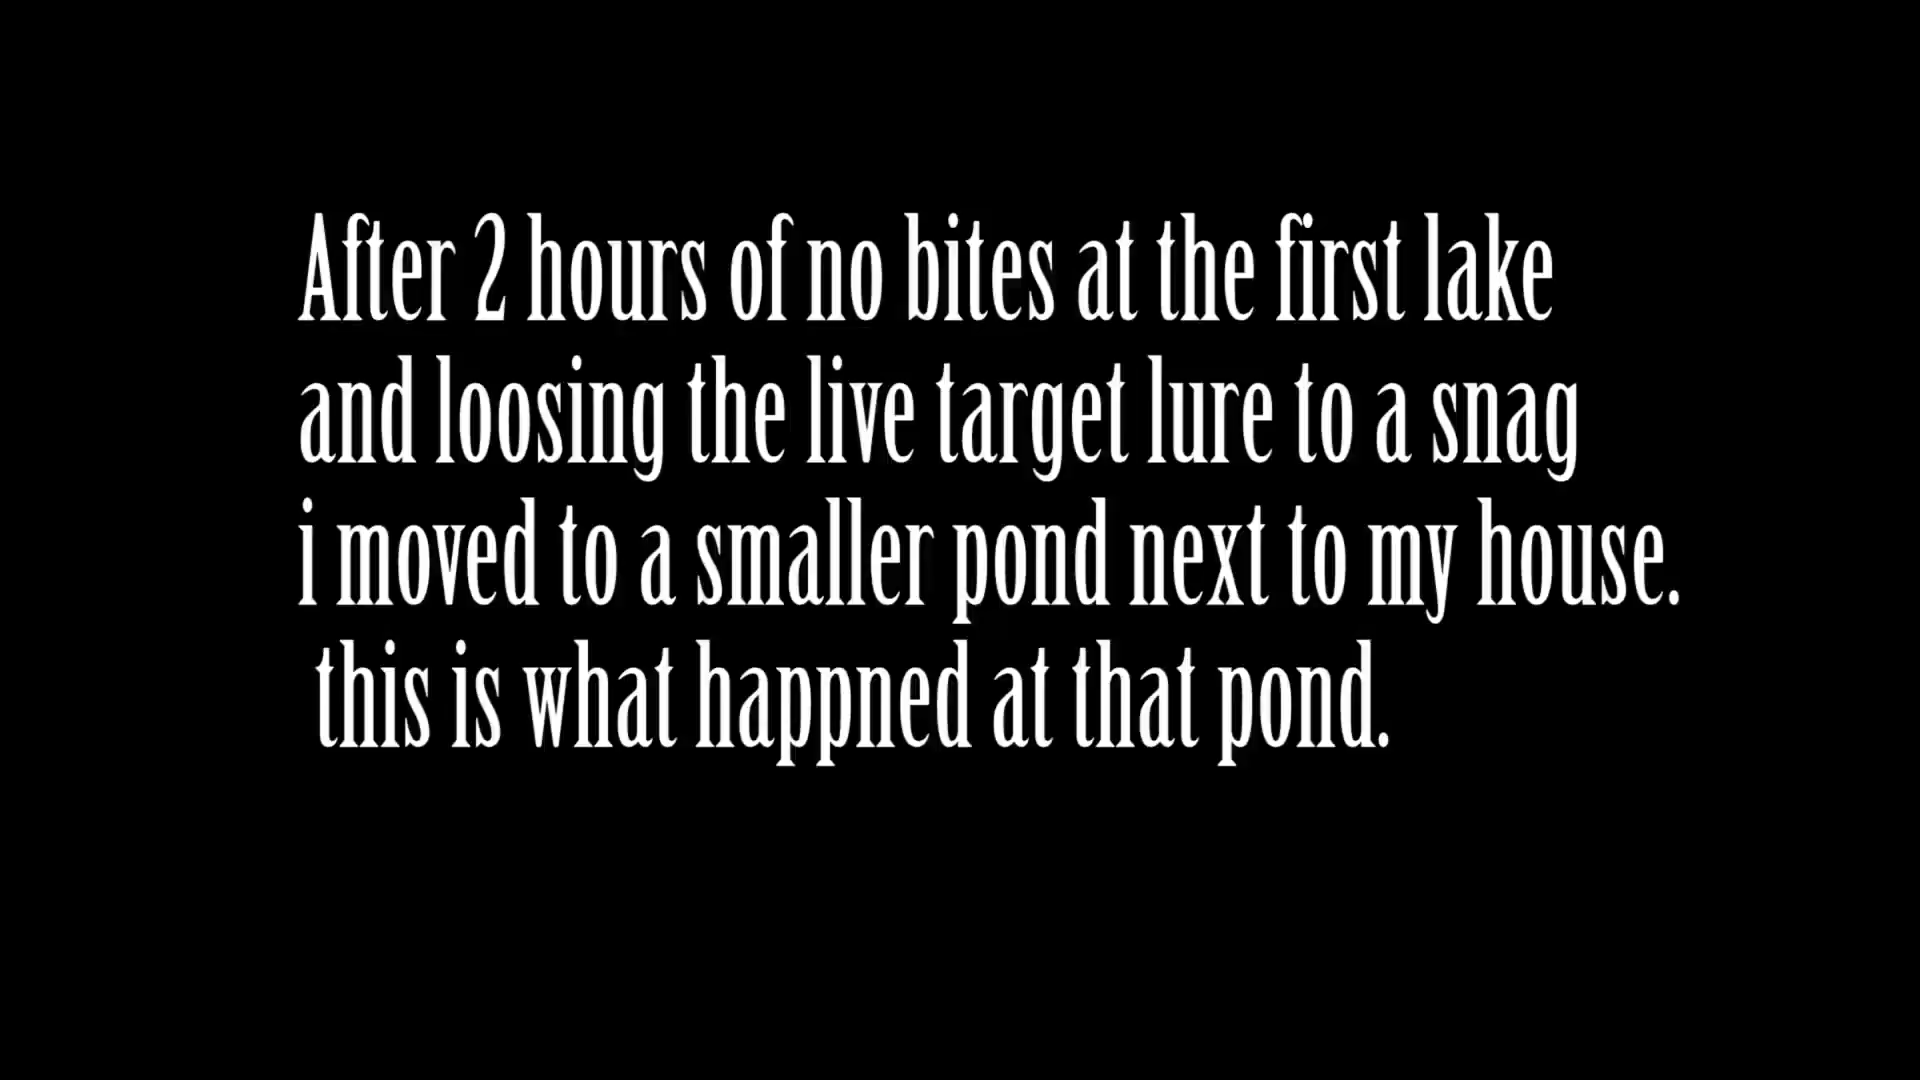 After 2 hours of no bites at the first lake
and loosing the live target lure to a snag
i moved to a smaller pond next to my house.
this is what happned at that pond.